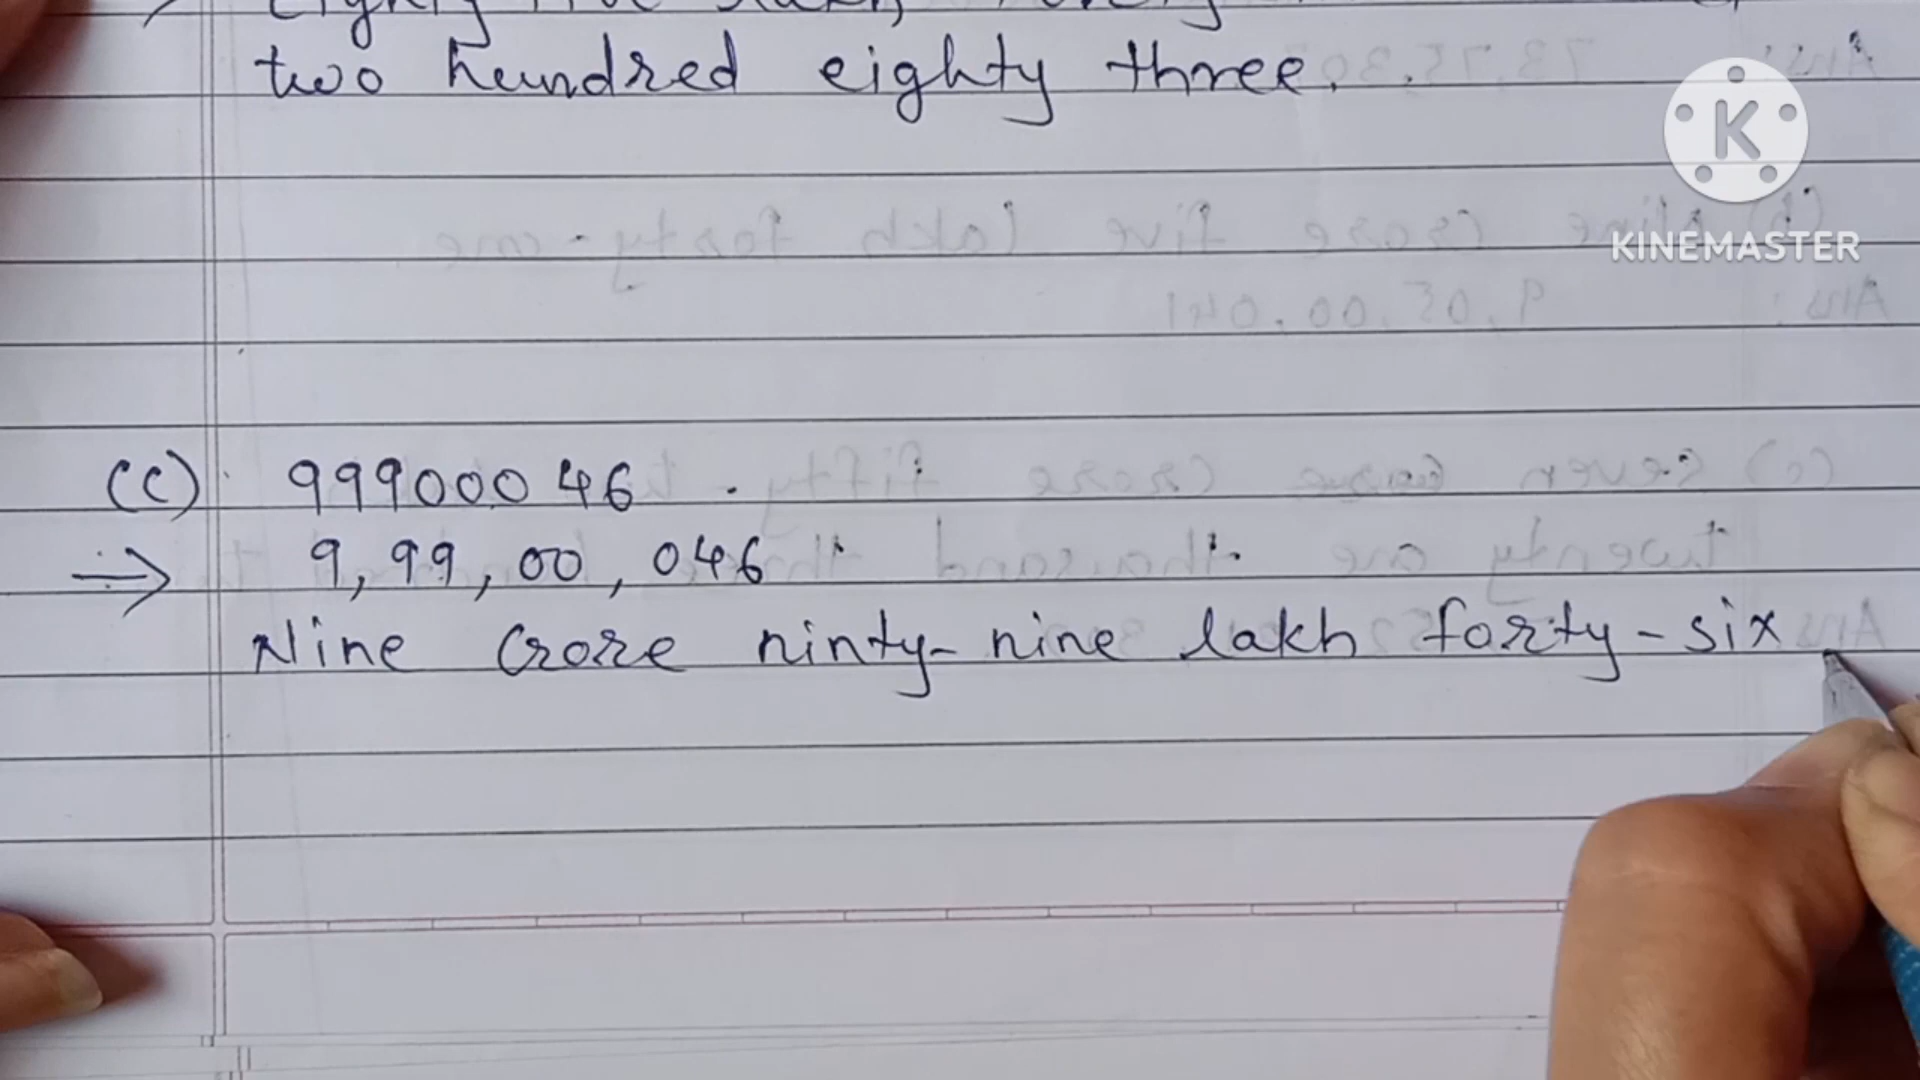 two hundred eighty three.
(c) 99900046.
⇒ 9,99,00,046
Nine Crore ninty-nine lakh forty-six
KINEMASTER